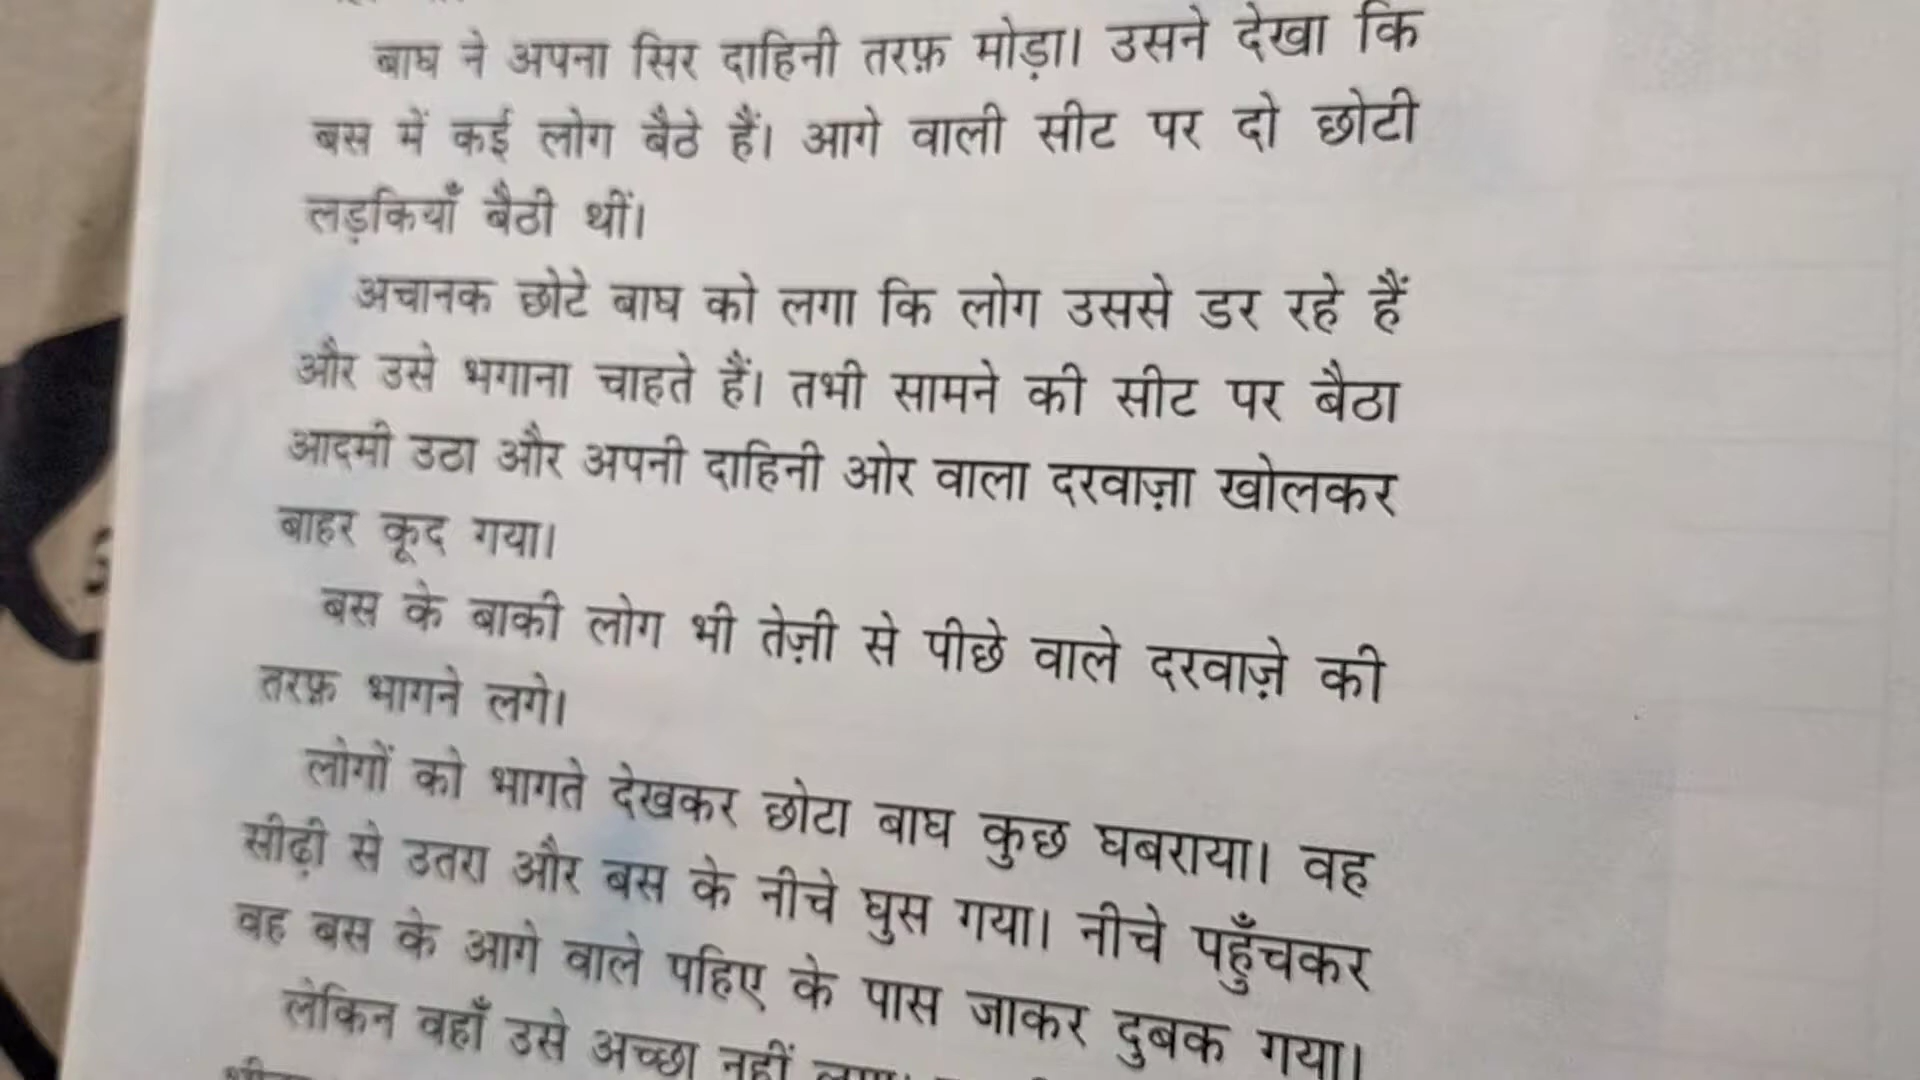 बाघ ने अपना सिर दाहिनी तरफ़ मोड़ा। उसने देखा कि
बस में कई लोग बैठे हैं। आगे वाली सीट पर दो छोटी
लड़कियाँ बैठी थीं।
अचानक छोटे बाघ को लगा कि लोग उससे डर रहे हैं
और उसे भगाना चाहते हैं। तभी सामने की सीट पर बैठा
आदमी उठा और अपनी दाहिनी ओर वाला दरवाज़ा खोलकर
बाहर कूद गया।
बस के बाकी लोग भी तेज़ी से पीछे वाले दरवाज़े की
तरफ़ भागने लगे।
लोगों को भागते देखकर छोटा बाघ कुछ घबराया। वह
सीढ़ी से उतरा और बस के नीचे घुस गया। नीचे पहुँचकर
वह बस के आगे वाले पहिए के पास जाकर दुबक गया।
लेकिन वहाँ उसे अच्छा नहीं